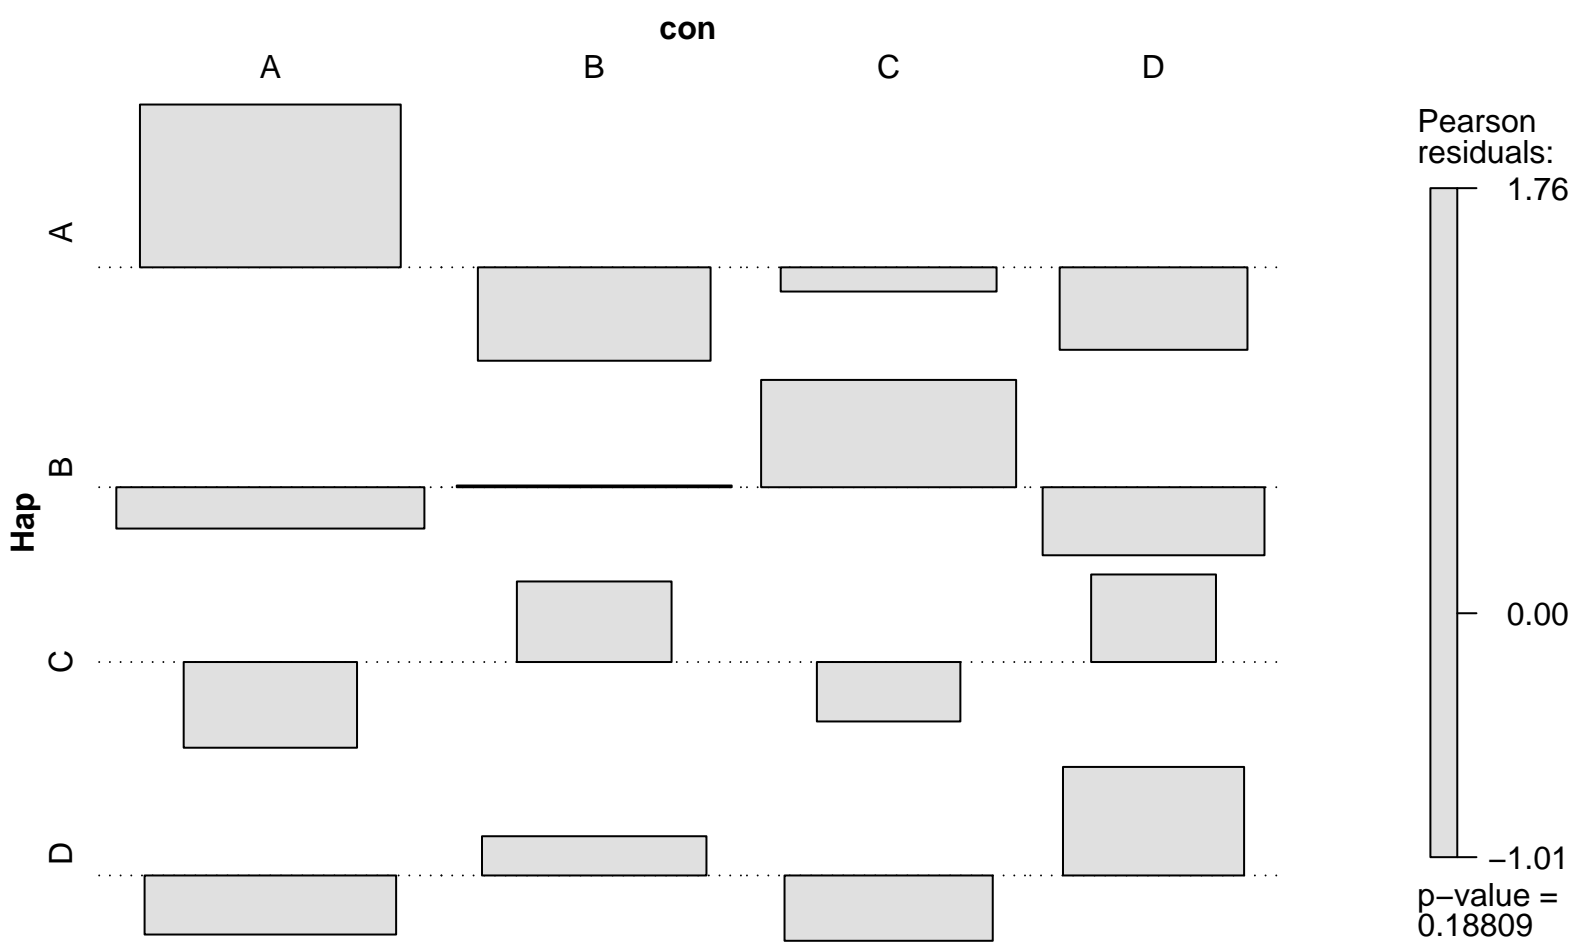 con
A B C D
A
B
C
D
Hap
Pearson
residuals:
1.76
0.00
−1.01
p−value =
0.18809